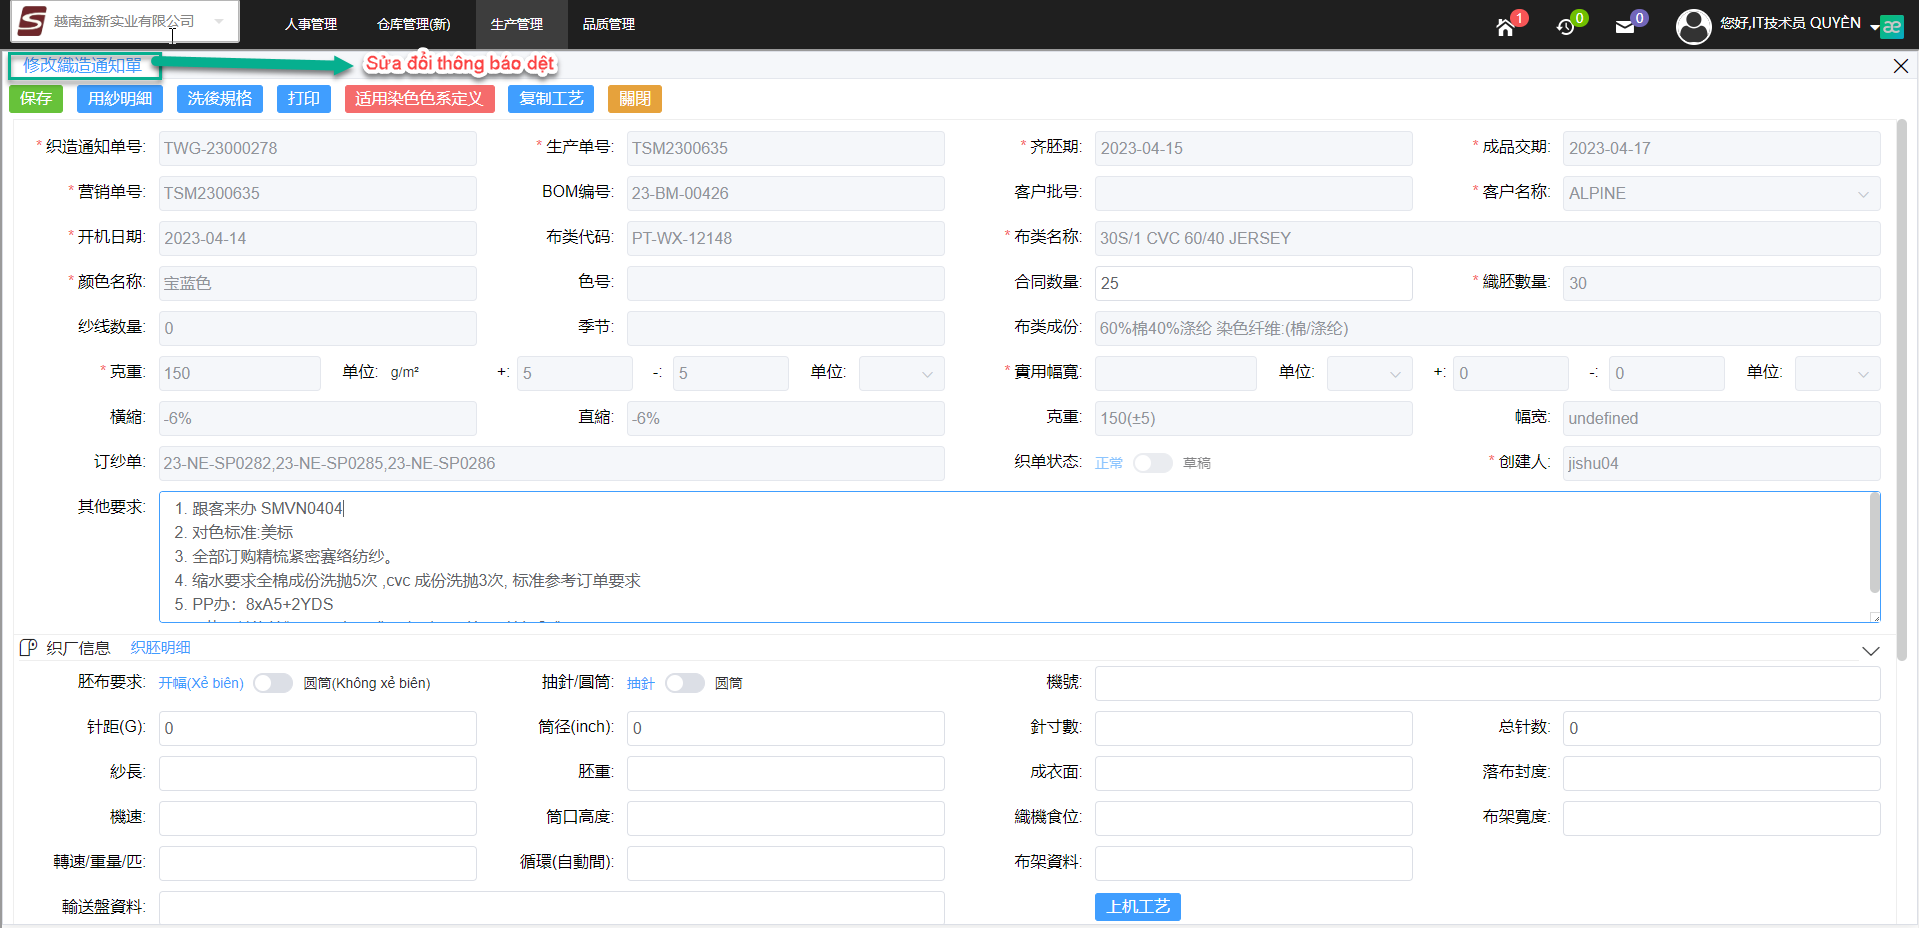 越南益新实业有限公司 人事管理 仓库管理(新) 生产管理 品质管理 1 0 0 您好,IT技术员 QUYÊN æ
修改織造通知單 Sửa đổi thông báo dệt
保存 用紗明細 洗後規格 打印 适用染色色系定义 复制工艺 關閉
* 织造通知单号: TWG-23000278 * 生产单号: TSM2300635 * 齐胚期: 2023-04-15 * 成品交期: 2023-04-17
* 营销单号: TSM2300635 BOM编号: 23-BM-00426 客户批号: * 客户名称: ALPINE
* 开机日期: 2023-04-14 布类代码: PT-WX-12148 * 布类名称: 30S/1 CVC 60/40 JERSEY
* 颜色名称: 宝蓝色 色号: 合同数量: 25 * 織胚數量: 30
纱线数量: 0 季节: 布类成份: 60%棉40%涤纶 染色纤维:(棉/涤纶)
* 克重: 150 单位: g/m² +: 5 -: 5 单位: * 實用幅寬: 单位: +: 0 -: 0 单位:
橫縮: -6% 直縮: -6% 克重: 150(±5) 幅宽: undefined
订纱单: 23-NE-SP0282,23-NE-SP0285,23-NE-SP0286 织单状态: 正常 草稿 * 创建人: jishu04
其他要求: 1. 跟客来办 SMVN0404
2. 对色标准:美标
3. 全部订购精梳紧密赛络纺纱。
4. 缩水要求全棉成份洗抛5次 ,cvc 成份洗抛3次, 标准参考订单要求
5. PP办：8xA5+2YDS
织厂信息 织胚明细
胚布要求: 开幅(Xẻ biên) 圆筒(Không xẻ biên) 抽針/圓筒: 抽針 圆筒 機號:
针距(G): 0 筒径(inch): 0 針寸數: 总针数: 0
紗長: 胚重: 成衣面: 落布封度:
機速: 筒口高度: 織機食位: 布架寬度:
轉速/重量/匹: 循環(自動間): 布架資料:
輸送盤資料: 上机工艺